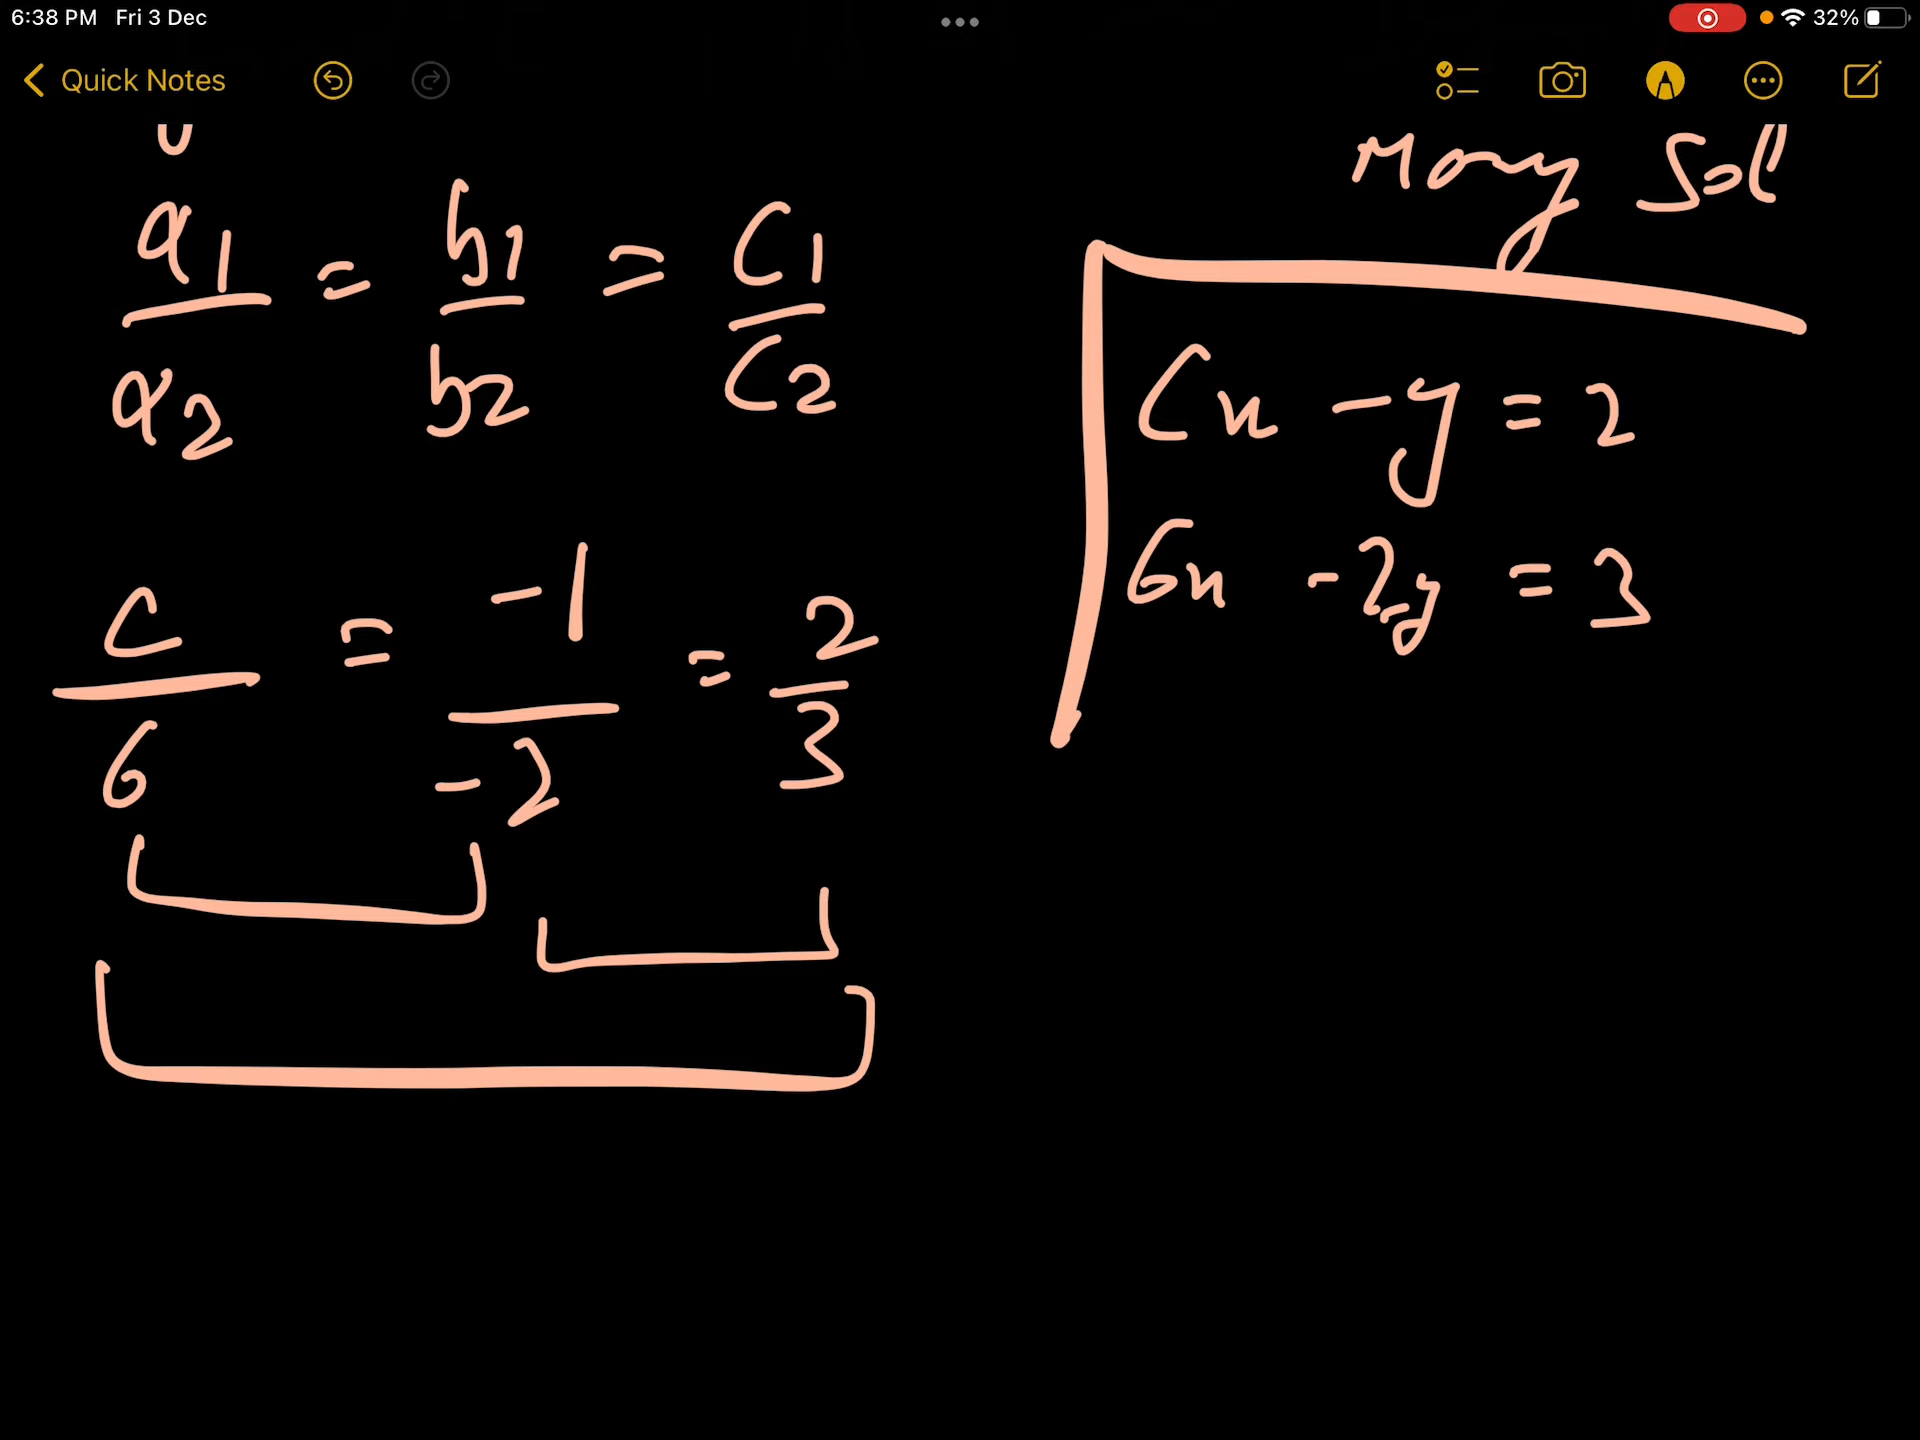 6:38 PM Fri 3 Dec
32%
Quick Notes
Many Sol
a1/a2 = b1/b2 = C1/C2
Cx - y = 2
6x - 2y = 3
C/6 = -1/-2 = 2/3